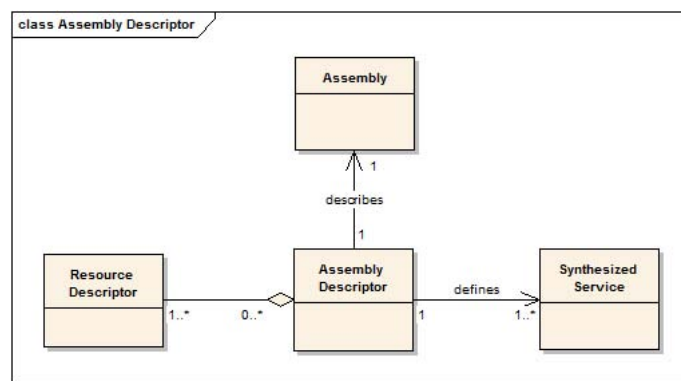 class Assembly Descriptor
Assembly
1
describes
1
Resource
Descriptor
Assembly
Descriptor
Synthesized
Service
defines
1..*
0..*
1
1..*